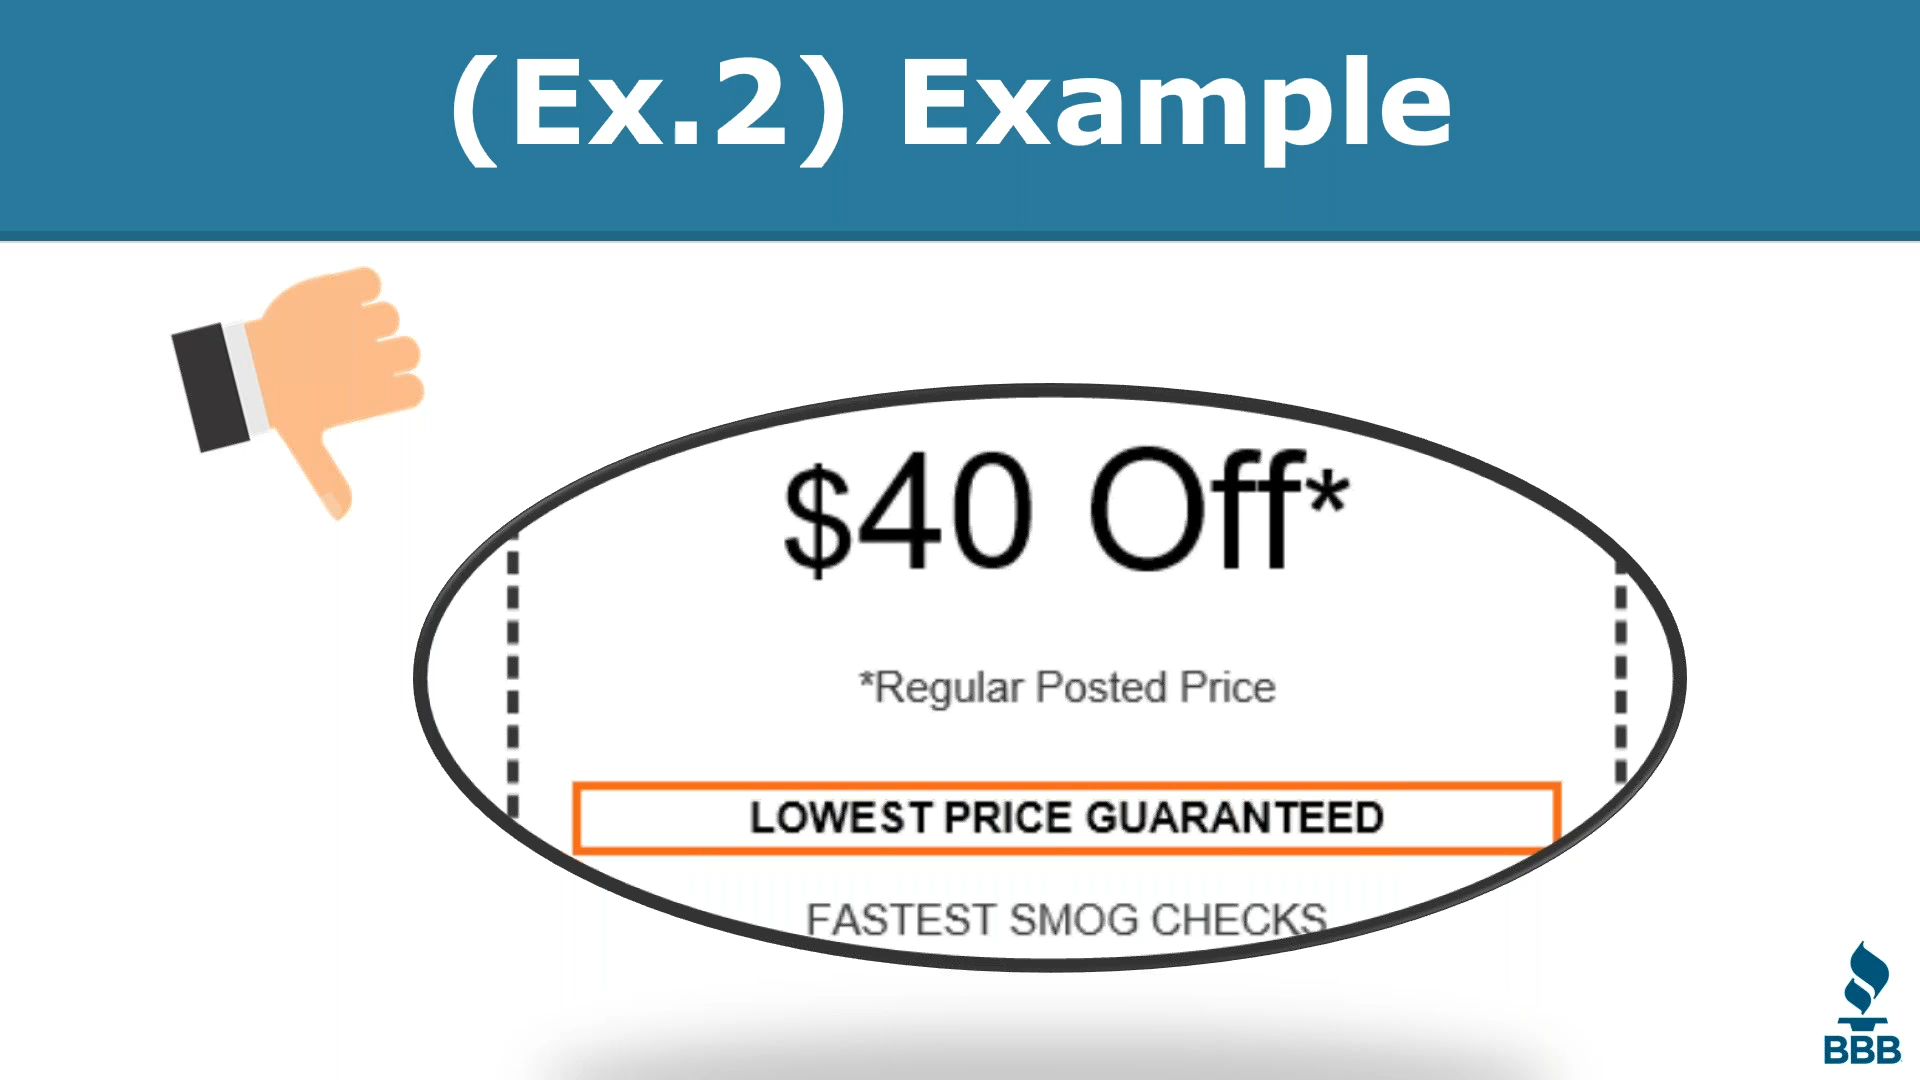 (Ex.2) Example
$40 Off*
*Regular Posted Price
LOWEST PRICE GUARANTEED
FASTEST SMOG CHECKS
BBB